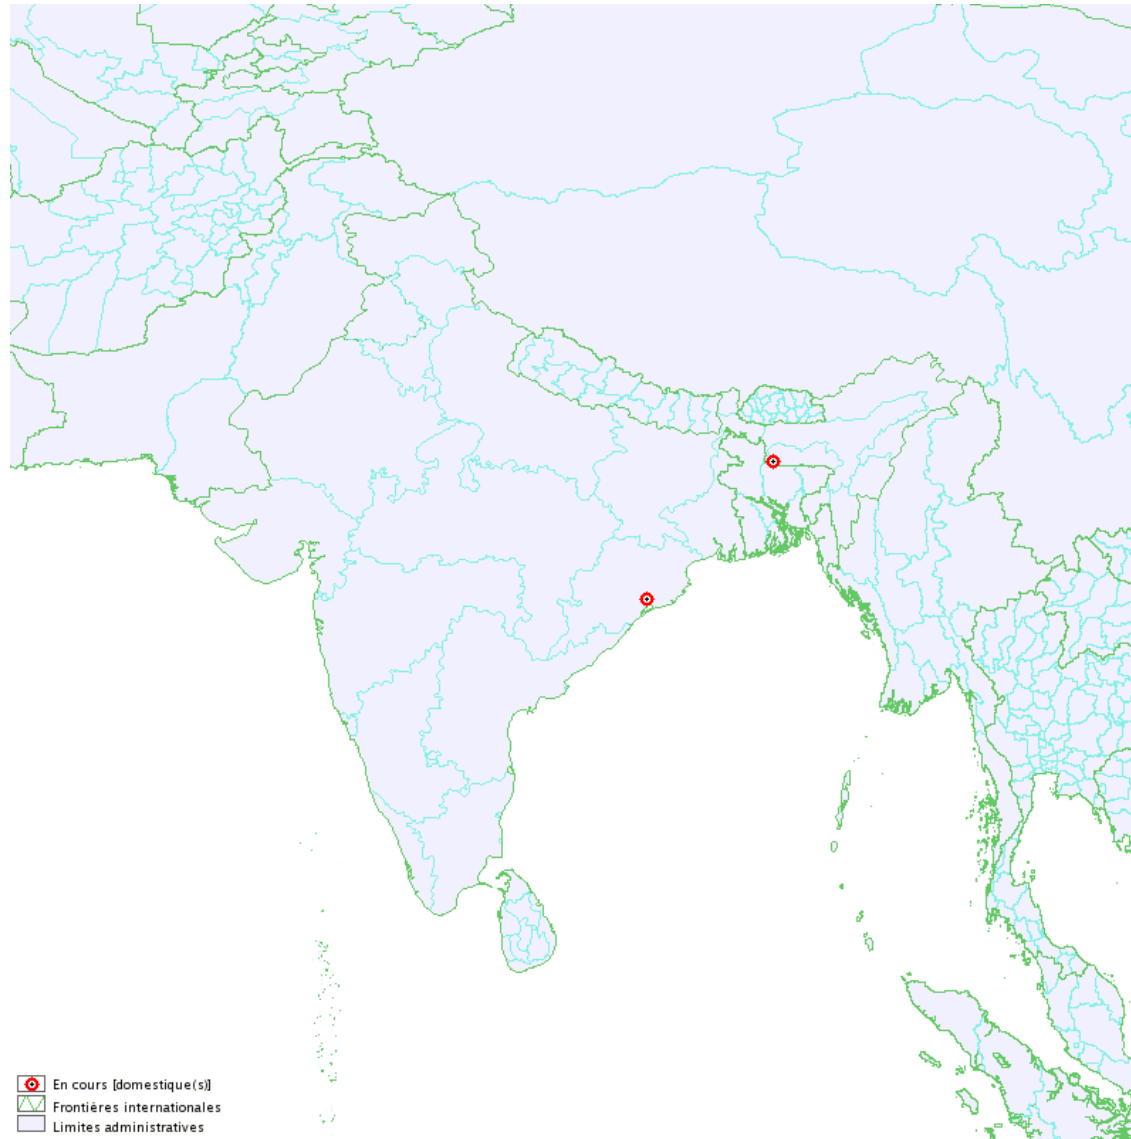 En cours [domestique(s)]
Frontières internationales
Limites administratives